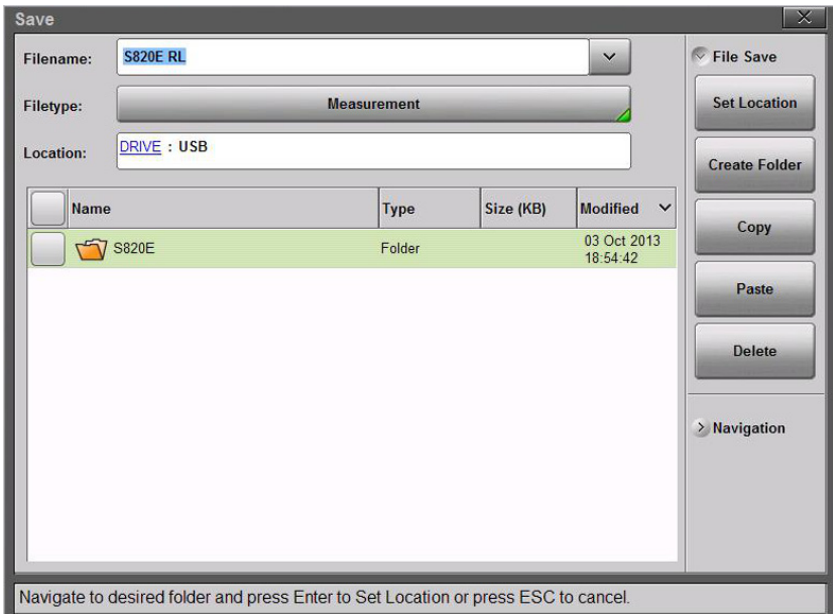 Save
Filename: S820E RL
Filetype: Measurement
Location: DRIVE : USB
Name Type Size (KB) Modified
S820E Folder 03 Oct 2013
18:54:42
File Save
Set Location
Create Folder
Copy
Paste
Delete
Navigation
Navigate to desired folder and press Enter to Set Location or press ESC to cancel.